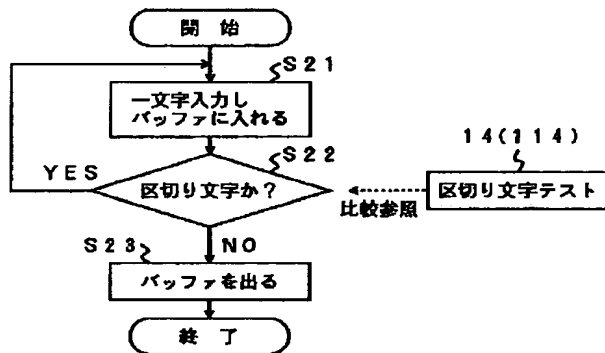 開 始
S21
一文字入力し
バッファに入れる
S22
14(114)
YES
区切り文字か？
区切り文字テスト
比較参照
S23
NO
バッファを出る
終 了